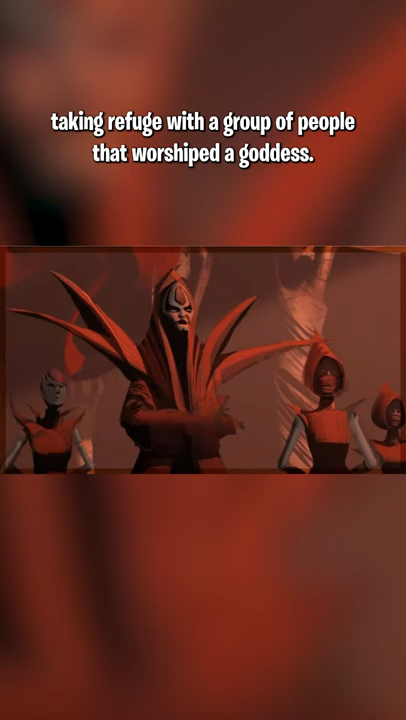 taking refuge with a group of people
that worshiped a goddess.